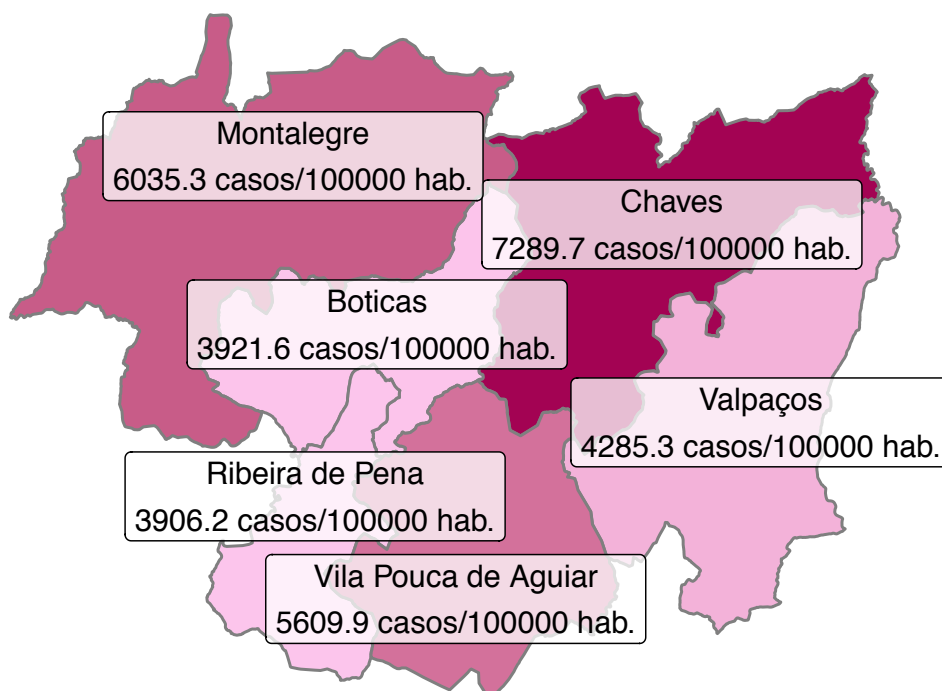 Montalegre
6035.3 casos/100000 hab.
Chaves
7289.7 casos/100000 hab.
Boticas
3921.6 casos/100000 hab.
Valpaços
4285.3 casos/100000 hab.
Ribeira de Pena
3906.2 casos/100000 hab.
Vila Pouca de Aguiar
5609.9 casos/100000 hab.